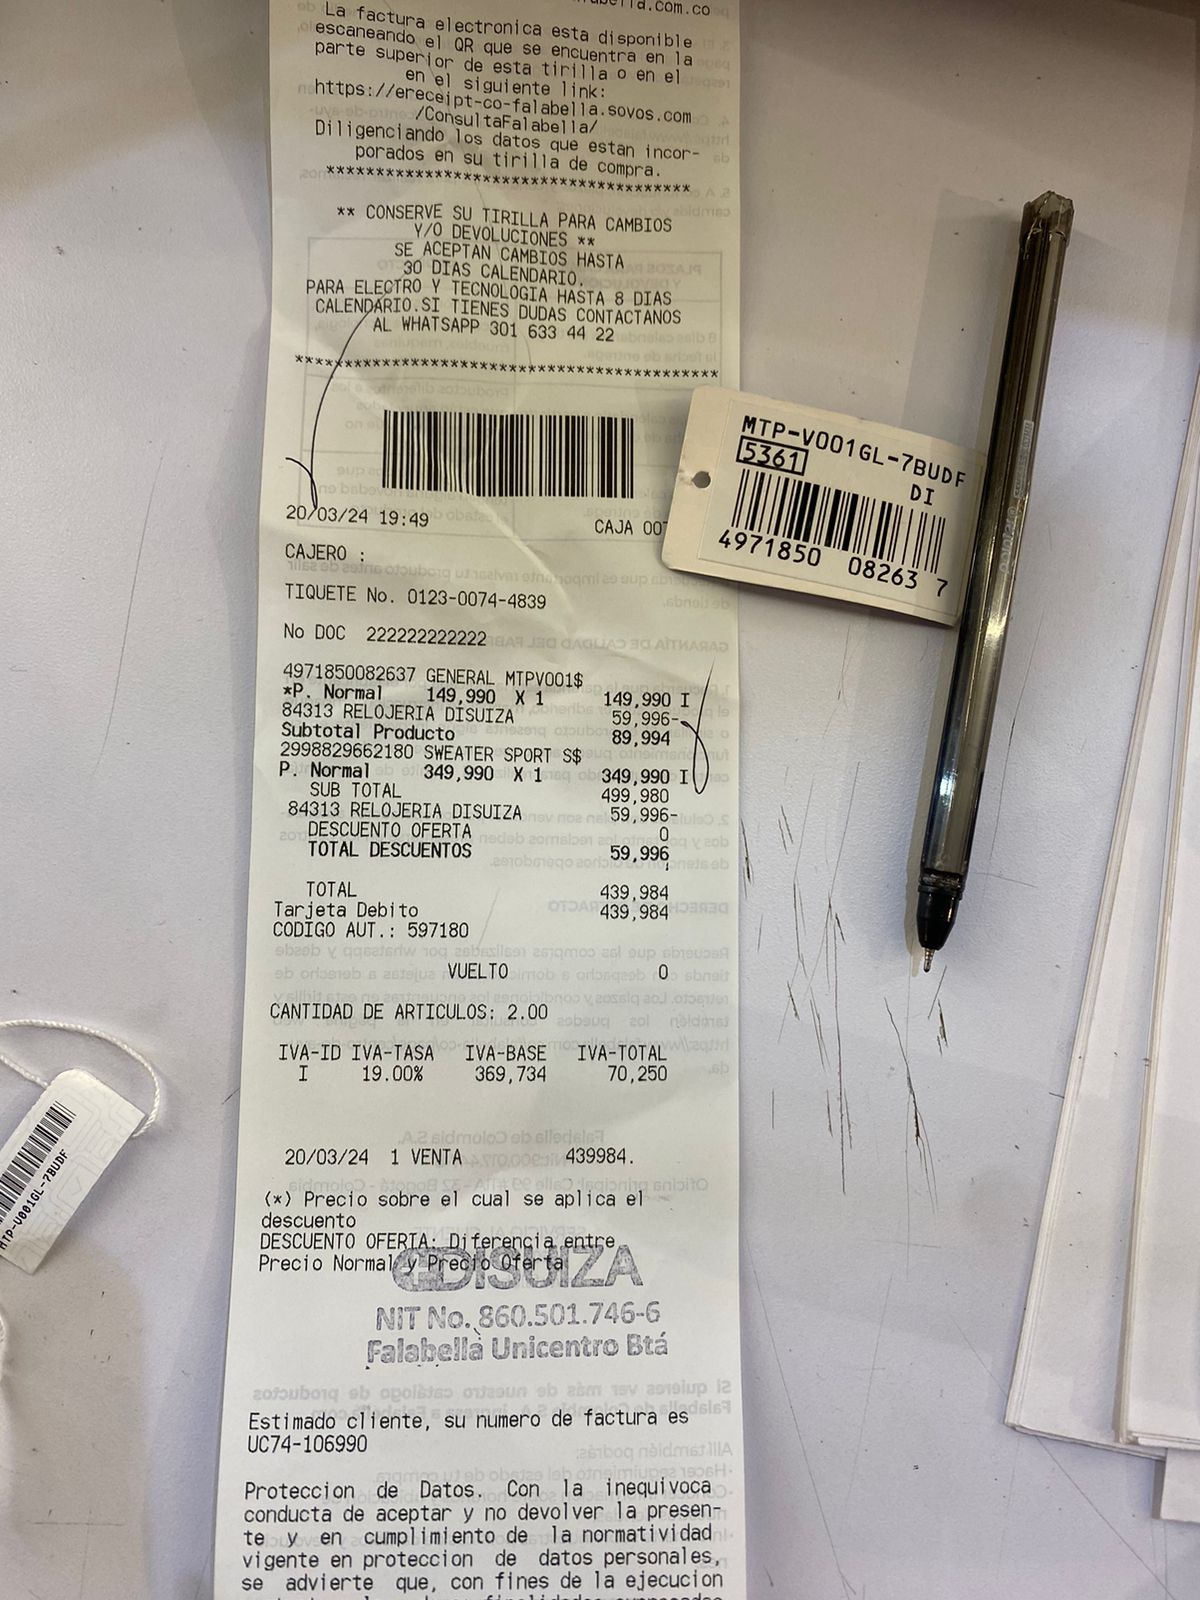 falabella.com.co
La factura electronica esta disponible
escaneando el QR que se encuentra en la
parte superior de esta tirilla o en el
en el siguiente link:
https://ereceipt-co-falabella.sovos.com
/ConsultaFalabella/
Diligenciando los datos que estan incor-
porados en su tirilla de compra.
** CONSERVE SU TIRILLA PARA CAMBIOS
Y/O DEVOLUCIONES **
SE ACEPTAN CAMBIOS HASTA
30 DIAS CALENDARIO.
PARA ELECTRO Y TECNOLOGIA HASTA 8 DIAS
CALENDARIO.SI TIENES DUDAS CONTACTANOS
AL WHATSAPP 301 633 44 22
20/03/24 19:49 CAJA 007
CAJERO :
TIQUETE No. 0123-0074-4839
No DOC 222222222222
4971850082637 GENERAL MTPV001$
*P. Normal 149,990 X 1 149,990 I
84313 RELOJERIA DISUIZA 59,996-
Subtotal Producto 89,994
2998829662180 SWEATER SPORT S$
P. Normal 349,990 X 1 349,990 I
SUB TOTAL 499,980
84313 RELOJERIA DISUIZA 59,996-
DESCUENTO OFERTA 0
TOTAL DESCUENTOS 59,996
TOTAL 439,984
Tarjeta Debito 439,984
CODIGO AUT.: 597180
VUELTO 0
CANTIDAD DE ARTICULOS: 2.00
IVA-ID IVA-TASA IVA-BASE IVA-TOTAL
I 19.00% 369,734 70,250
20/03/24 1 VENTA 439984.
(*) Precio sobre el cual se aplica el
descuento
DESCUENTO OFERTA: Diferencia entre
Precio Normal y Precio Oferta
DISUIZA
NIT No. 860.501.746-6
Falabella Unicentro Btá
Estimado cliente, su numero de factura es
UC74-106990
Proteccion de Datos. Con la inequivoca
conducta de aceptar y no devolver la presen-
te y en cumplimiento de la normatividad
vigente en proteccion de datos personales,
se advierte que, con fines de la ejecucion
MTP-V001GL-7BUDF
5361 DI
4971850 08263 7
MTP-V001GL-7BUDF